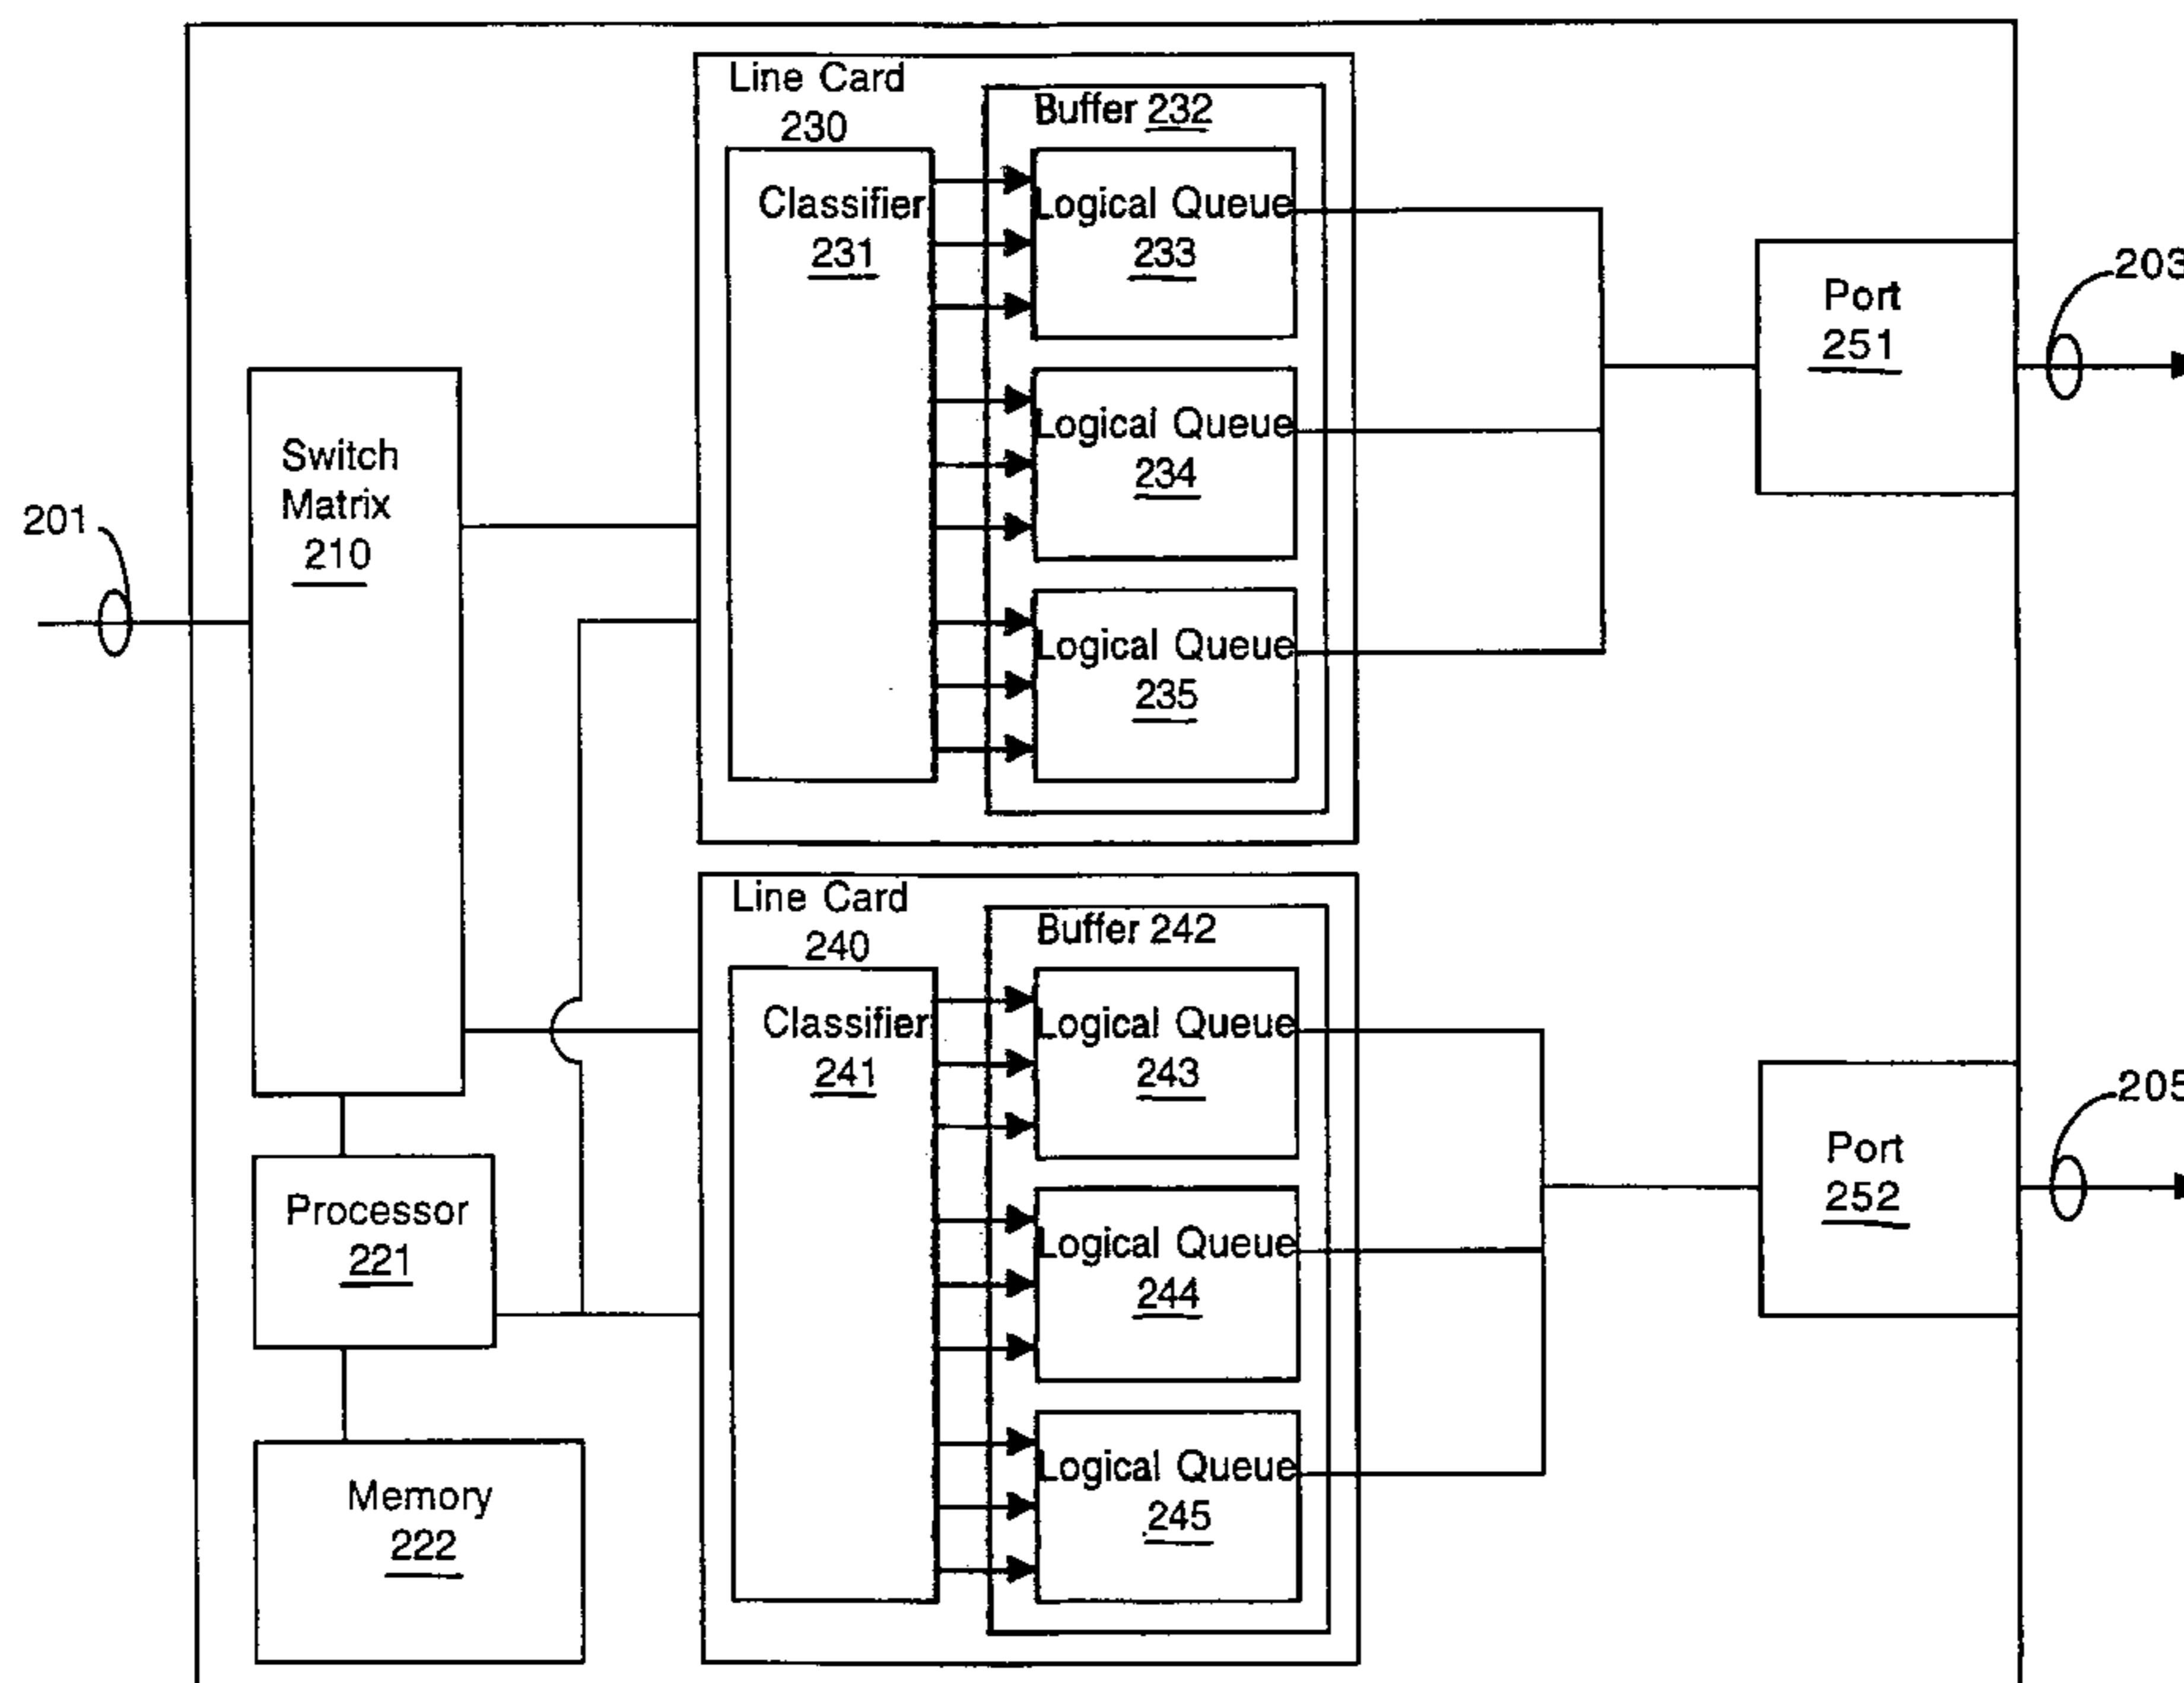 Line Card
230
Buffer 232
Classifier
231
Logical Queue
233
Logical Queue
234
Logical Queue
235
Port
251
203
Switch
Matrix
210
201
Line Card
240
Buffer 242
Classifier
241
Logical Queue
243
Logical Queue
244
Logical Queue
245
Port
252
205
Processor
221
Memory
222